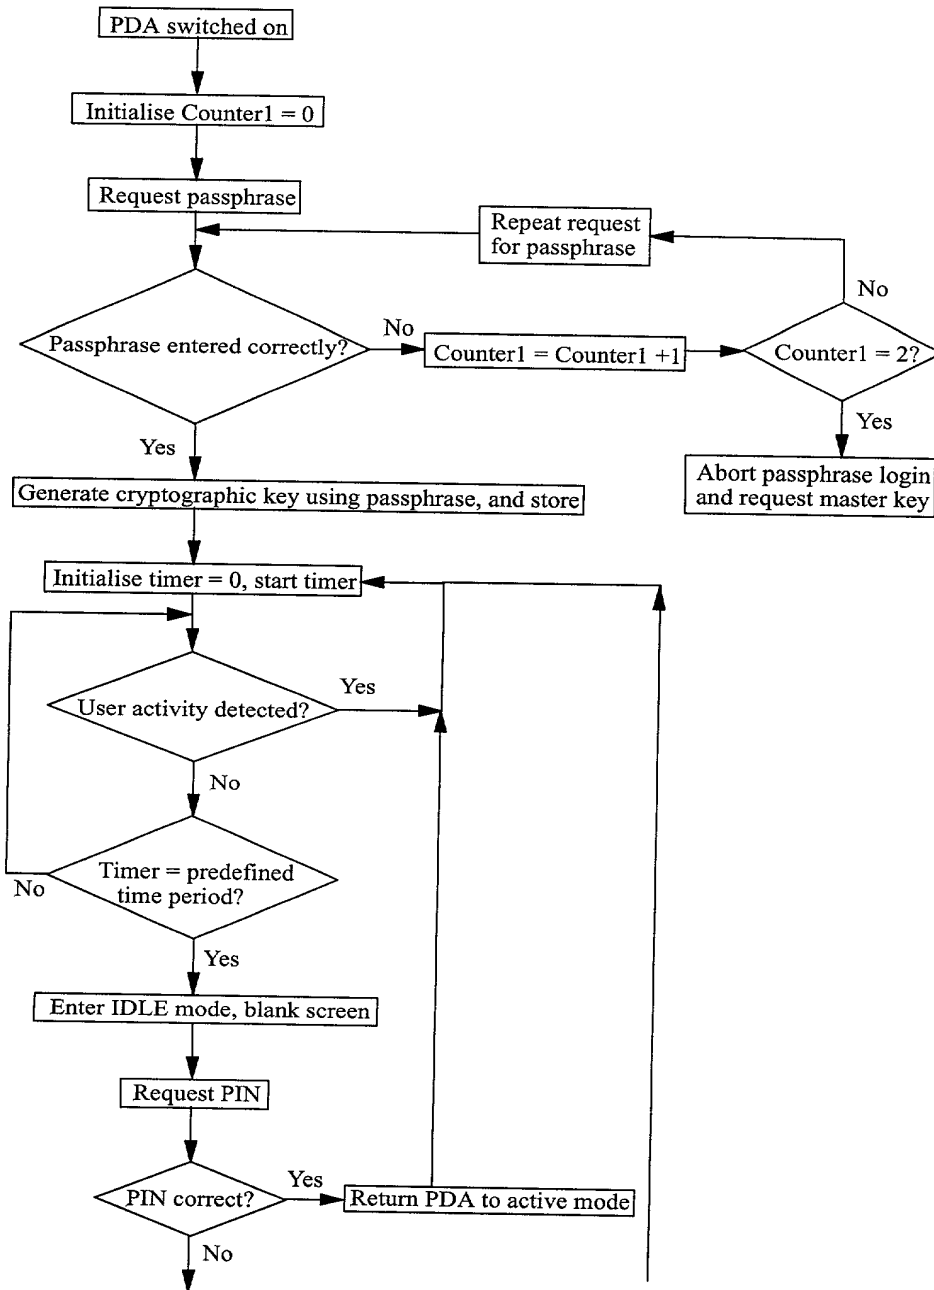 PDA switched on
Initialise Counter1 = 0
Request passphrase
Repeat request
for passphrase
No
Passphrase entered correctly?
No
Counter1 = Counter1 +1
Counter1 = 2?
Yes
Yes
Abort passphrase login
and request master key
Generate cryptographic key using passphrase, and store
Initialise timer = 0, start timer
User activity detected?
Yes
No
Timer = predefined
time period?
No
Yes
Enter IDLE mode, blank screen
Request PIN
PIN correct?
Yes
Return PDA to active mode
No